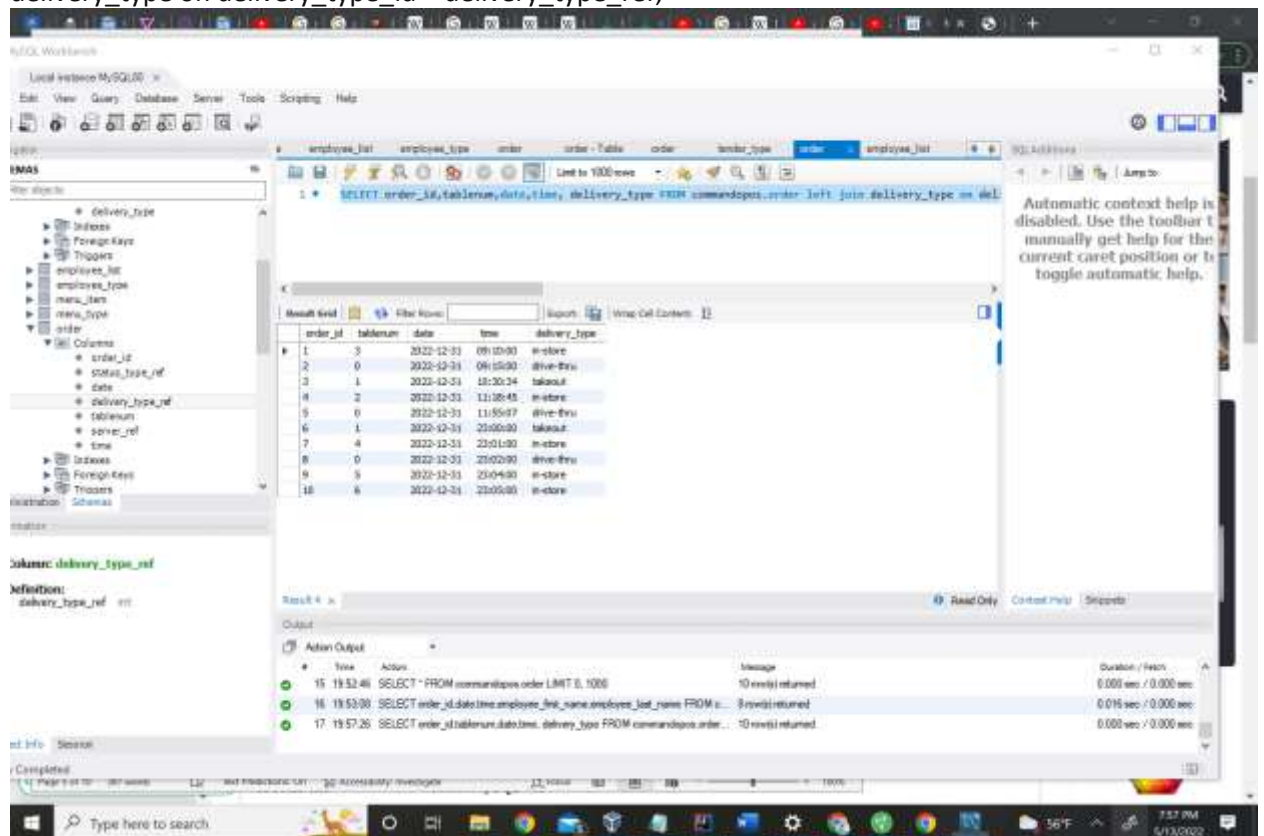 delivery_type on delivery_type_id = delivery_type_ref;
MySQL Workbench
Local instance MySQL80
Edit View Query Database Server Tools Scripting Help
employee_list employee_type order order - Table order tender_type order employee_list
Limit to 1000 rows
Jump to
1 SELECT order_id,tablenum,date,time, delivery_type FROM commandopos.order left join delivery_type on del
Automatic context help is
disabled. Use the toolbar t
manually get help for the
current caret position or to
toggle automatic help.
delivery_type
Indexes
Foreign Keys
Triggers
employee_list
employee_type
menu_item
menu_type
order
Columns
order_id
status_type_ref
date
delivery_type_ref
tablenum
server_ref
time
Indexes
Foreign Keys
Triggers
Schemas
Column: delivery_type_ref
Definition:
delivery_type_ref int
Result Grid Filter Rows: Export: Wrap Cell Content:
order_id tablenum date time delivery_type
1 3 2022-12-31 09:10:00 in-store
2 0 2022-12-31 09:15:00 drive-thru
3 1 2022-12-31 10:30:34 takeout
4 2 2022-12-31 11:38:45 in-store
5 0 2022-12-31 11:55:07 drive-thru
6 1 2022-12-31 23:00:00 takeout
7 4 2022-12-31 23:01:00 in-store
8 0 2022-12-31 23:02:00 drive-thru
9 5 2022-12-31 23:04:00 in-store
10 6 2022-12-31 23:05:00 in-store
Result 4
Read Only Context Help Snippets
Output
Action Output
# Time Action Message Duration / Fetch
15 19:52:46 SELECT * FROM commandopos.order LIMIT 0, 1000 10 row(s) returned 0.000 sec / 0.000 sec
16 19:53:08 SELECT order_id,date,time,employee_first_name,employee_last_name FROM c... 8 row(s) returned 0.016 sec / 0.000 sec
17 19:57:26 SELECT order_id,tablenum,date,time, delivery_type FROM commandopos.order... 10 row(s) returned 0.000 sec / 0.000 sec
Session
Completed
Type here to search
56°F
7:57 PM